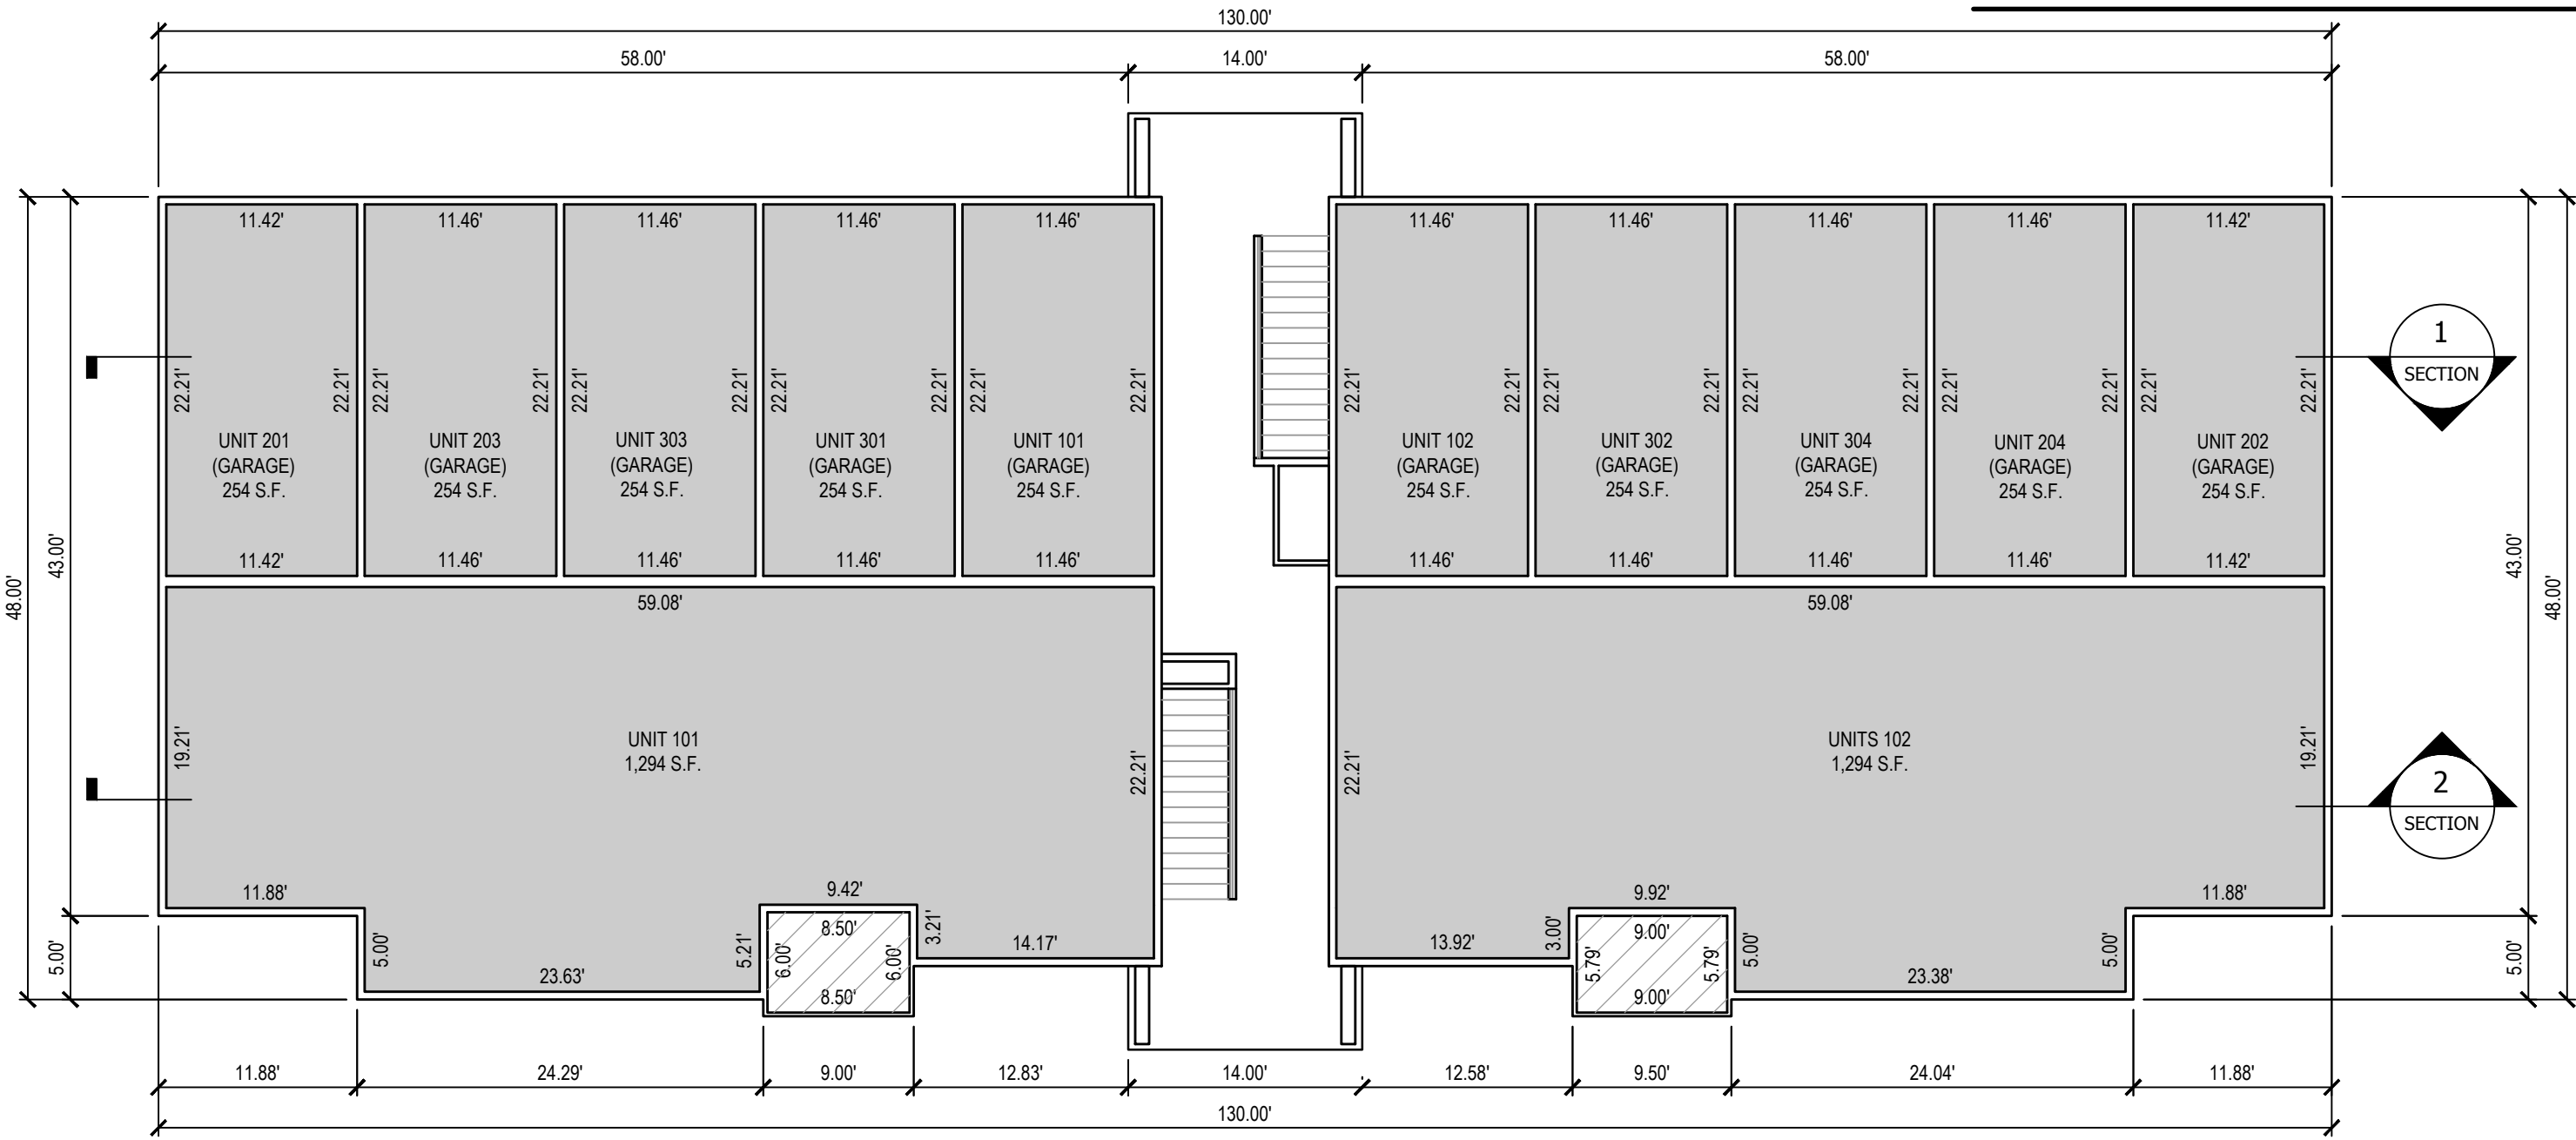 130.00'
58.00' 14.00' 58.00'
11.42' 11.46' 11.46' 11.46' 11.46' 11.46' 11.46' 11.46' 11.46' 11.42'
1
SECTION
22.21' 22.21' 22.21' 22.21' 22.21' 22.21' 22.21' 22.21' 22.21' 22.21' 22.21' 22.21' 22.21' 22.21' 22.21' 22.21' 22.21' 22.21' 22.21' 22.21'
UNIT 201
(GARAGE)
254 S.F.
UNIT 203
(GARAGE)
254 S.F.
UNIT 303
(GARAGE)
254 S.F.
UNIT 301
(GARAGE)
254 S.F.
UNIT 101
(GARAGE)
254 S.F.
UNIT 102
(GARAGE)
254 S.F.
UNIT 302
(GARAGE)
254 S.F.
UNIT 304
(GARAGE)
254 S.F.
UNIT 204
(GARAGE)
254 S.F.
UNIT 202
(GARAGE)
254 S.F.
11.42' 11.46' 11.46' 11.46' 11.46' 11.46' 11.46' 11.46' 11.46' 11.42'
48.00' 43.00' 43.00' 48.00'
59.08' 59.08'
19.21'
UNIT 101
1,294 S.F.
22.21'
22.21'
UNITS 102
1,294 S.F.
19.21'
2
SECTION
11.88' 9.42' 9.92' 11.88'
8.50' 3.21' 3.00' 9.00'
14.17' 13.92'
5.00' 5.00' 5.21' 6.00' 6.00' 5.79' 5.79' 5.00' 5.00' 5.00'
23.63' 23.38'
8.50' 9.00'
11.88' 24.29' 9.00' 12.83' 14.00' 12.58' 9.50' 24.04' 11.88'
130.00'